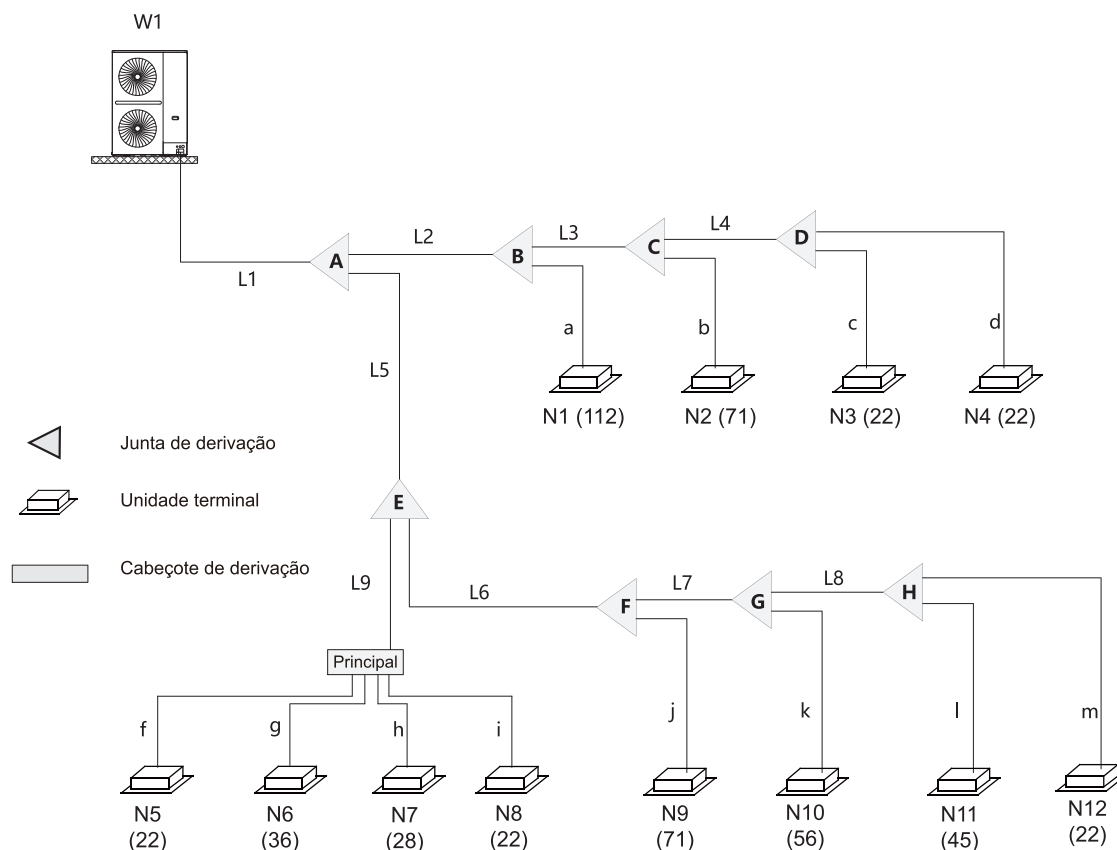 W1
L1
A
L2
B
L3
C
L4
D
a
b
c
d
N1 (112)
N2 (71)
N3 (22)
N4 (22)
L5
Junta de derivação
Unidade terminal
Cabeçote de derivação
E
L9
L6
F
L7
G
L8
H
Principal
f
g
h
i
j
k
l
m
N5
(22)
N6
(36)
N7
(28)
N8
(22)
N9
(71)
N10
(56)
N11
(45)
N12
(22)